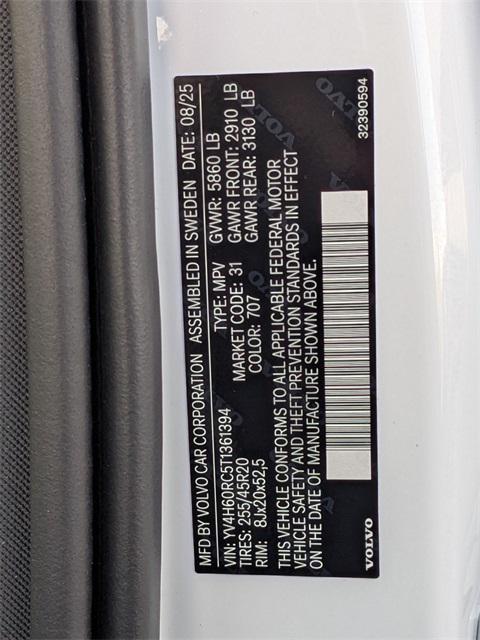 MFD BY VOLVO CAR CORPORATION ASSEMBLED IN SWEDEN DATE: 08/25
VIN: YV4H60RC5T1361394 TYPE: MPV GVWR: 5860 LB
TIRES: 255/45R20 MARKET CODE: 31 GAWR FRONT: 2910 LB
RIM: 8Jx20x52,5 COLOR: 707 GAWR REAR: 3130 LB
THIS VEHICLE CONFORMS TO ALL APPLICABLE FEDERAL MOTOR
VEHICLE SAFETY AND THEFT PREVENTION STANDARDS IN EFFECT
ON THE DATE OF MANUFACTURE SHOWN ABOVE.
VOLVO 32390594